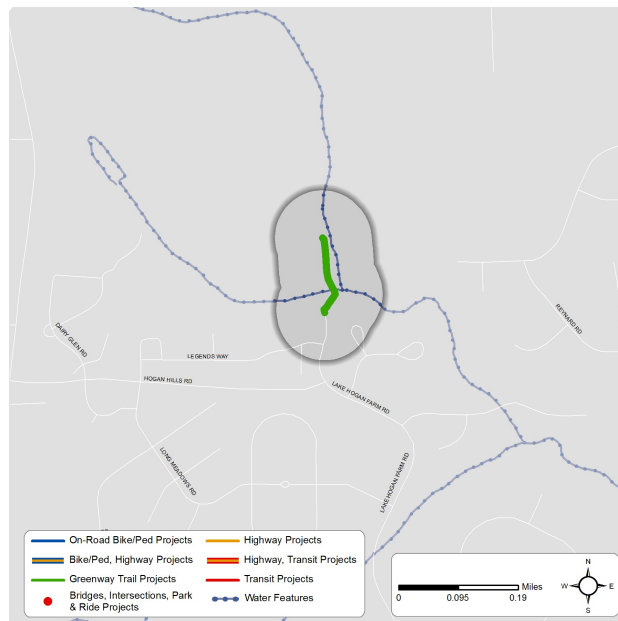 REYNARD RD
DAIRY GLEN RD
LEGENDS WAY
HOGAN HILLS RD
LAKE HOGAN FARM RD
LONG MEADOWS RD
LAKE HOGAN FARM RD
On-Road Bike/Ped Projects
Highway Projects
Bike/Ped, Highway Projects
Highway, Transit Projects
Greenway Trail Projects
Transit Projects
Bridges, Intersections, Park
& Ride Projects
Water Features
Miles
0 0.095 0.19
N
W E
S